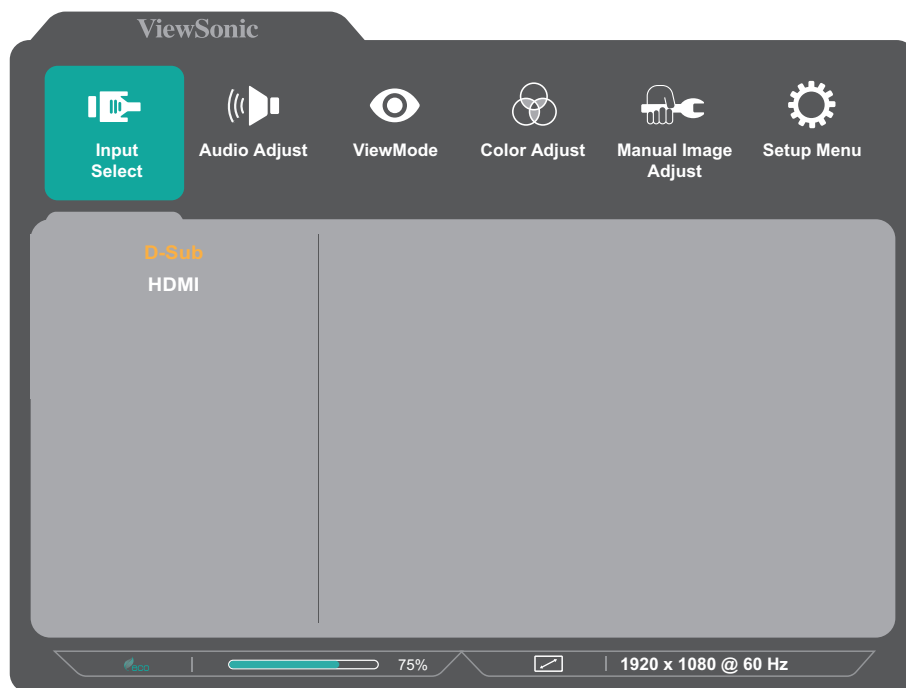 ViewSonic
Input Select
Audio Adjust
ViewMode
Color Adjust
Manual Image Adjust
Setup Menu
D-Sub
HDMI
eco
75%
1920 x 1080 @ 60 Hz